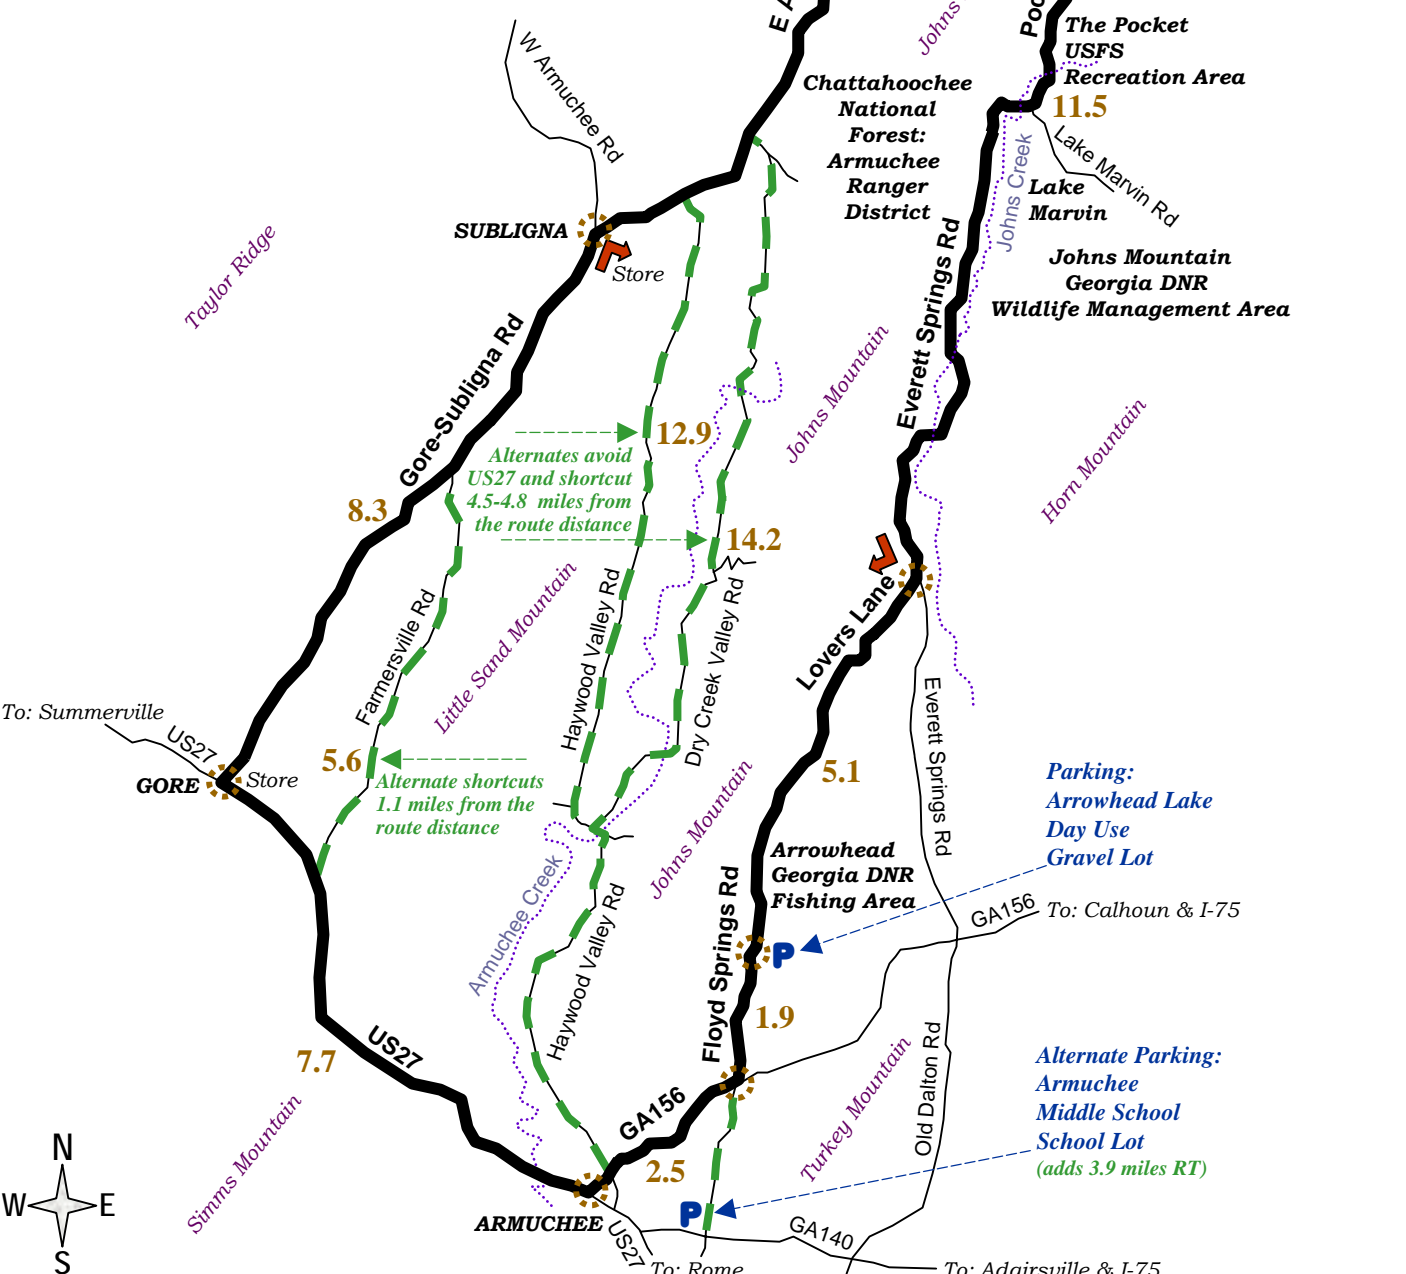 E A
Johns
Poc
The Pocket
USFS
Recreation Area
W Armuchee Rd
Chattahoochee
National
Forest:
Armuchee
Ranger
District
11.5
Lake Marvin Rd
Johns Creek
Lake
Marvin
SUBLIGNA
Store
Taylor Ridge
Everett Springs Rd
Johns Mountain
Georgia DNR
Wildlife Management Area
Gore-Subligna Rd
Johns Mountain
Horn Mountain
12.9
Alternates avoid
US27 and shortcut
4.5-4.8 miles from
the route distance
8.3
14.2
Farmersville Rd
Little Sand Mountain
Haywood Valley Rd
Dry Creek Valley Rd
Lovers Lane
Everett Springs Rd
To: Summerville
US27
GORE
Store
5.6
Alternate shortcuts
1.1 miles from the
route distance
5.1
Parking:
Arrowhead Lake
Day Use
Gravel Lot
Johns Mountain
Arrowhead
Georgia DNR
Fishing Area
Armuchee Creek
Haywood Valley Rd
Floyd Springs Rd
P
GA156
To: Calhoun & I-75
1.9
US27
7.7
Old Dalton Rd
Turkey Mountain
Alternate Parking:
Armuchee
Middle School
School Lot
(adds 3.9 miles RT)
GA156
2.5
Simms Mountain
N
W
E
S
ARMUCHEE
P
US27
GA140
To: Rome
To: Adairsville & I-75